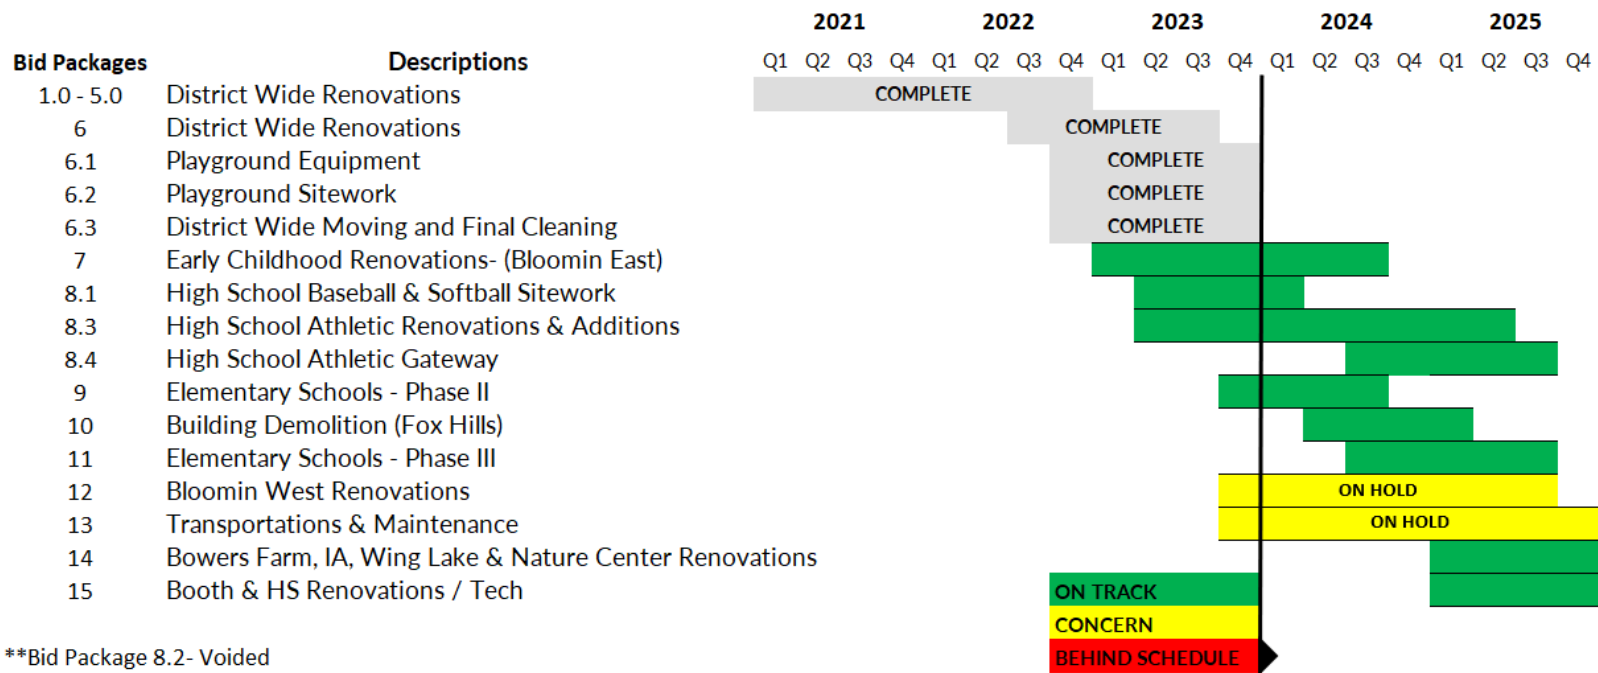 2021 2022 2023 2024 2025
Bid Packages Descriptions Q1 Q2 Q3 Q4 Q1 Q2 Q3 Q4 Q1 Q2 Q3 Q4 Q1 Q2 Q3 Q4 Q1 Q2 Q3 Q4
1.0 - 5.0 District Wide Renovations COMPLETE
6 District Wide Renovations COMPLETE
6.1 Playground Equipment COMPLETE
6.2 Playground Sitework COMPLETE
6.3 District Wide Moving and Final Cleaning COMPLETE
7 Early Childhood Renovations- (Bloomin East)
8.1 High School Baseball & Softball Sitework
8.3 High School Athletic Renovations & Additions
8.4 High School Athletic Gateway
9 Elementary Schools - Phase II
10 Building Demolition (Fox Hills)
11 Elementary Schools - Phase III
12 Bloomin West Renovations ON HOLD
13 Transportations & Maintenance ON HOLD
14 Bowers Farm, IA, Wing Lake & Nature Center Renovations
15 Booth & HS Renovations / Tech ON TRACK
CONCERN
**Bid Package 8.2- Voided BEHIND SCHEDULE